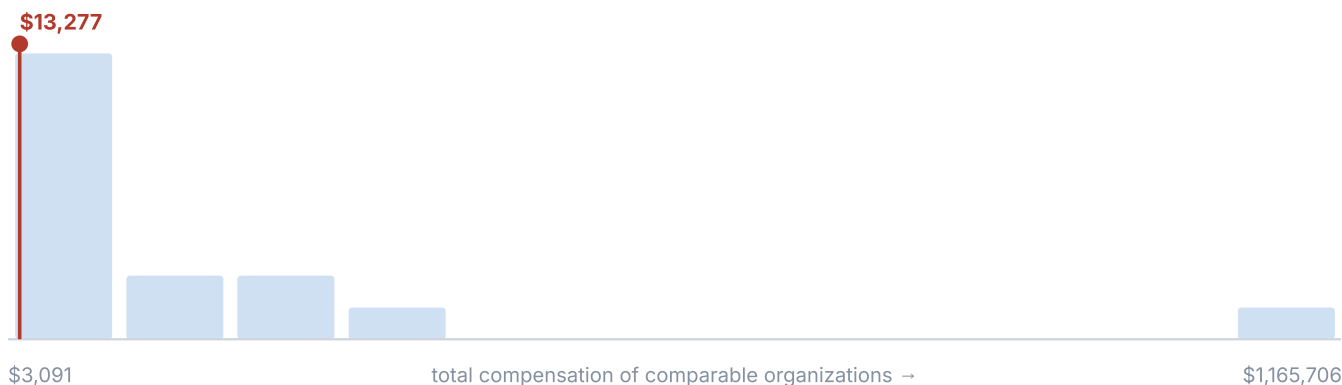 $13,277
$3,091 total compensation of comparable organizations → $1,165,706